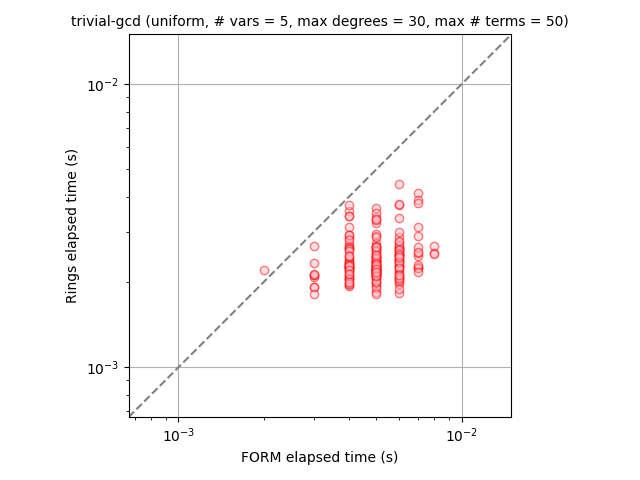 trivial-gcd (uniform, # vars = 5, max degrees = 30, max # terms = 50)
10⁻²
Rings elapsed time (s)
10⁻³
10⁻³ 10⁻²
FORM elapsed time (s)